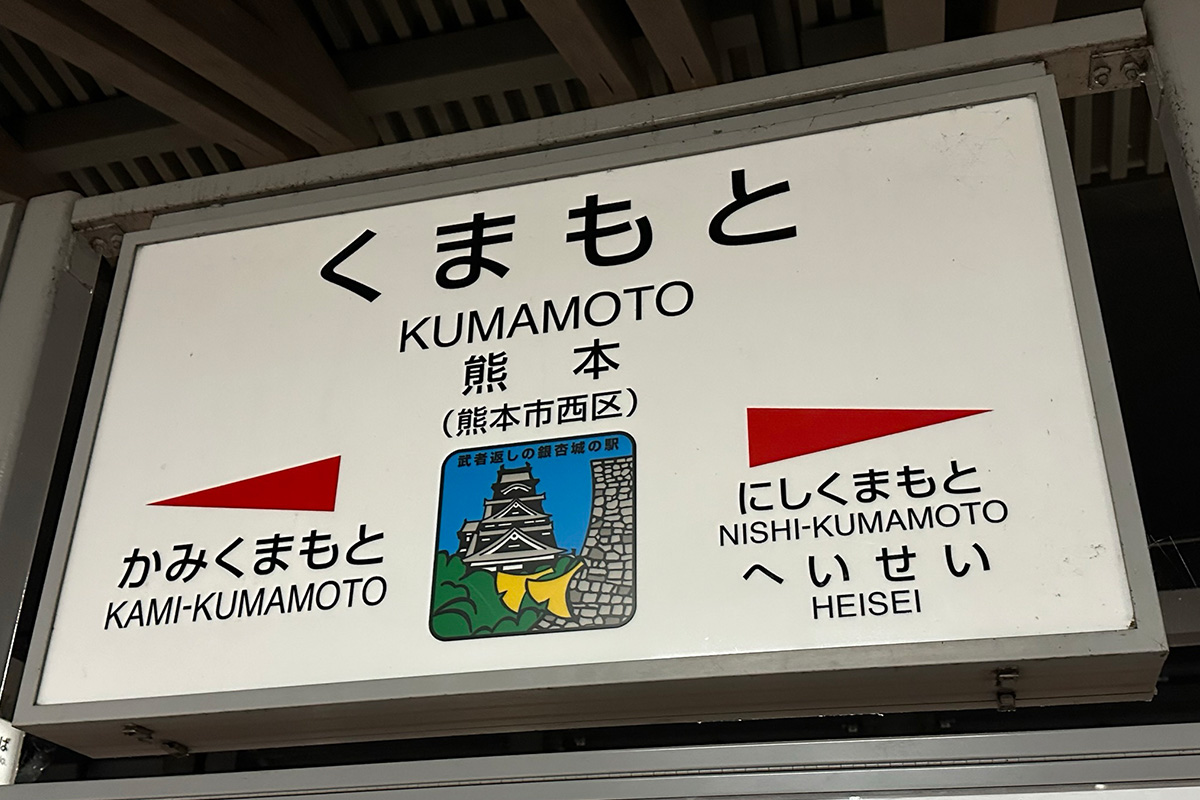 くまもと
KUMAMOTO
熊本
(熊本市西区)
武者返しの銀杏城の駅
かみくまもと
KAMI-KUMAMOTO
にしくまもと
NISHI-KUMAMOTO
へいせい
HEISEI